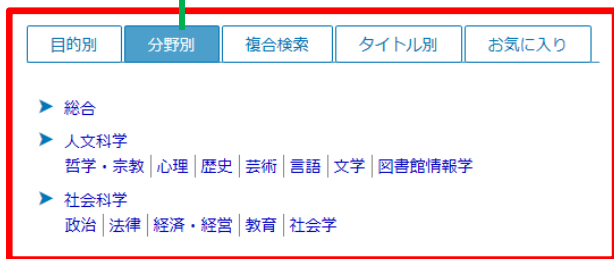 目的別 分野別 複合検索 タイトル別 お気に入り
総合
人文科学
哲学・宗教│心理│歴史│芸術│言語│文学│図書館情報学
社会科学
政治│法律│経済・経営│教育│社会学